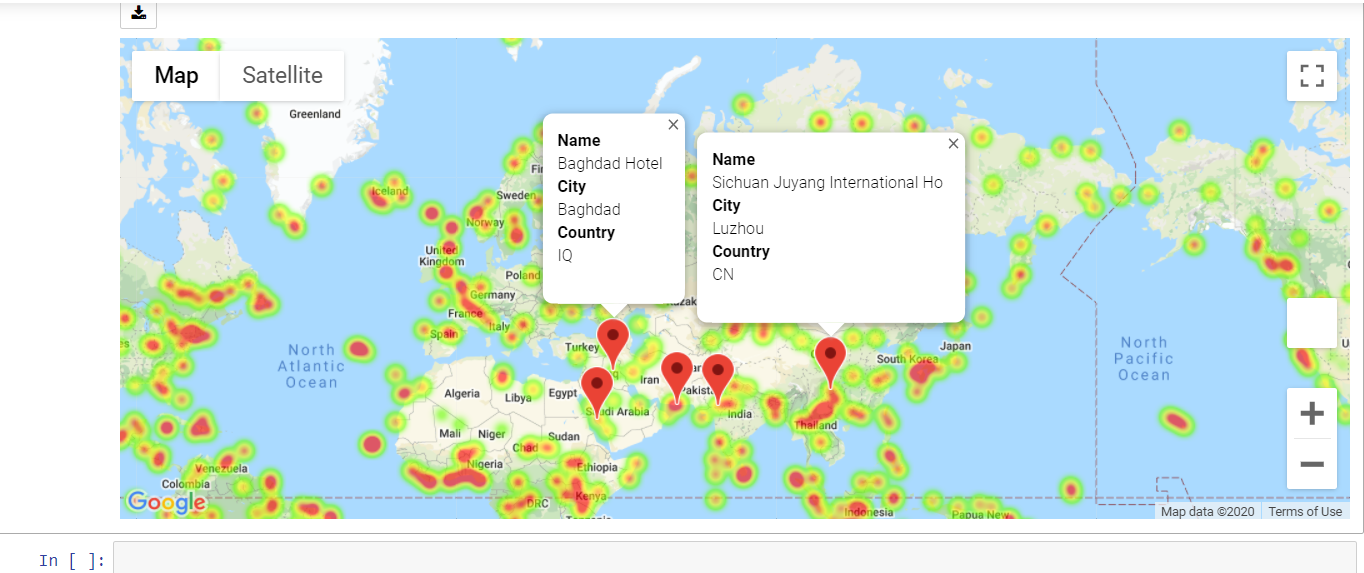 Map
Satellite
Greenland
Iceland
Sweden
Norway
United
Kingdom
Poland
Germany
France
Italy
Spain
Turkey
Name
Baghdad Hotel
City
Baghdad
Country
IQ
Name
Sichuan Juyang International Ho
City
Luzhou
Country
CN
Japan
South Korea
North
Atlantic
Ocean
North
Pacific
Ocean
Algeria
Libya
Egypt
Iran
Saudi Arabia
India
Mali
Niger
Sudan
Chad
Thailand
Nigeria
Ethiopia
Venezuela
Colombia
DRC
Kenya
Indonesia
Papua New
Google
Map data ©2020
Terms of Use
In [ ]: